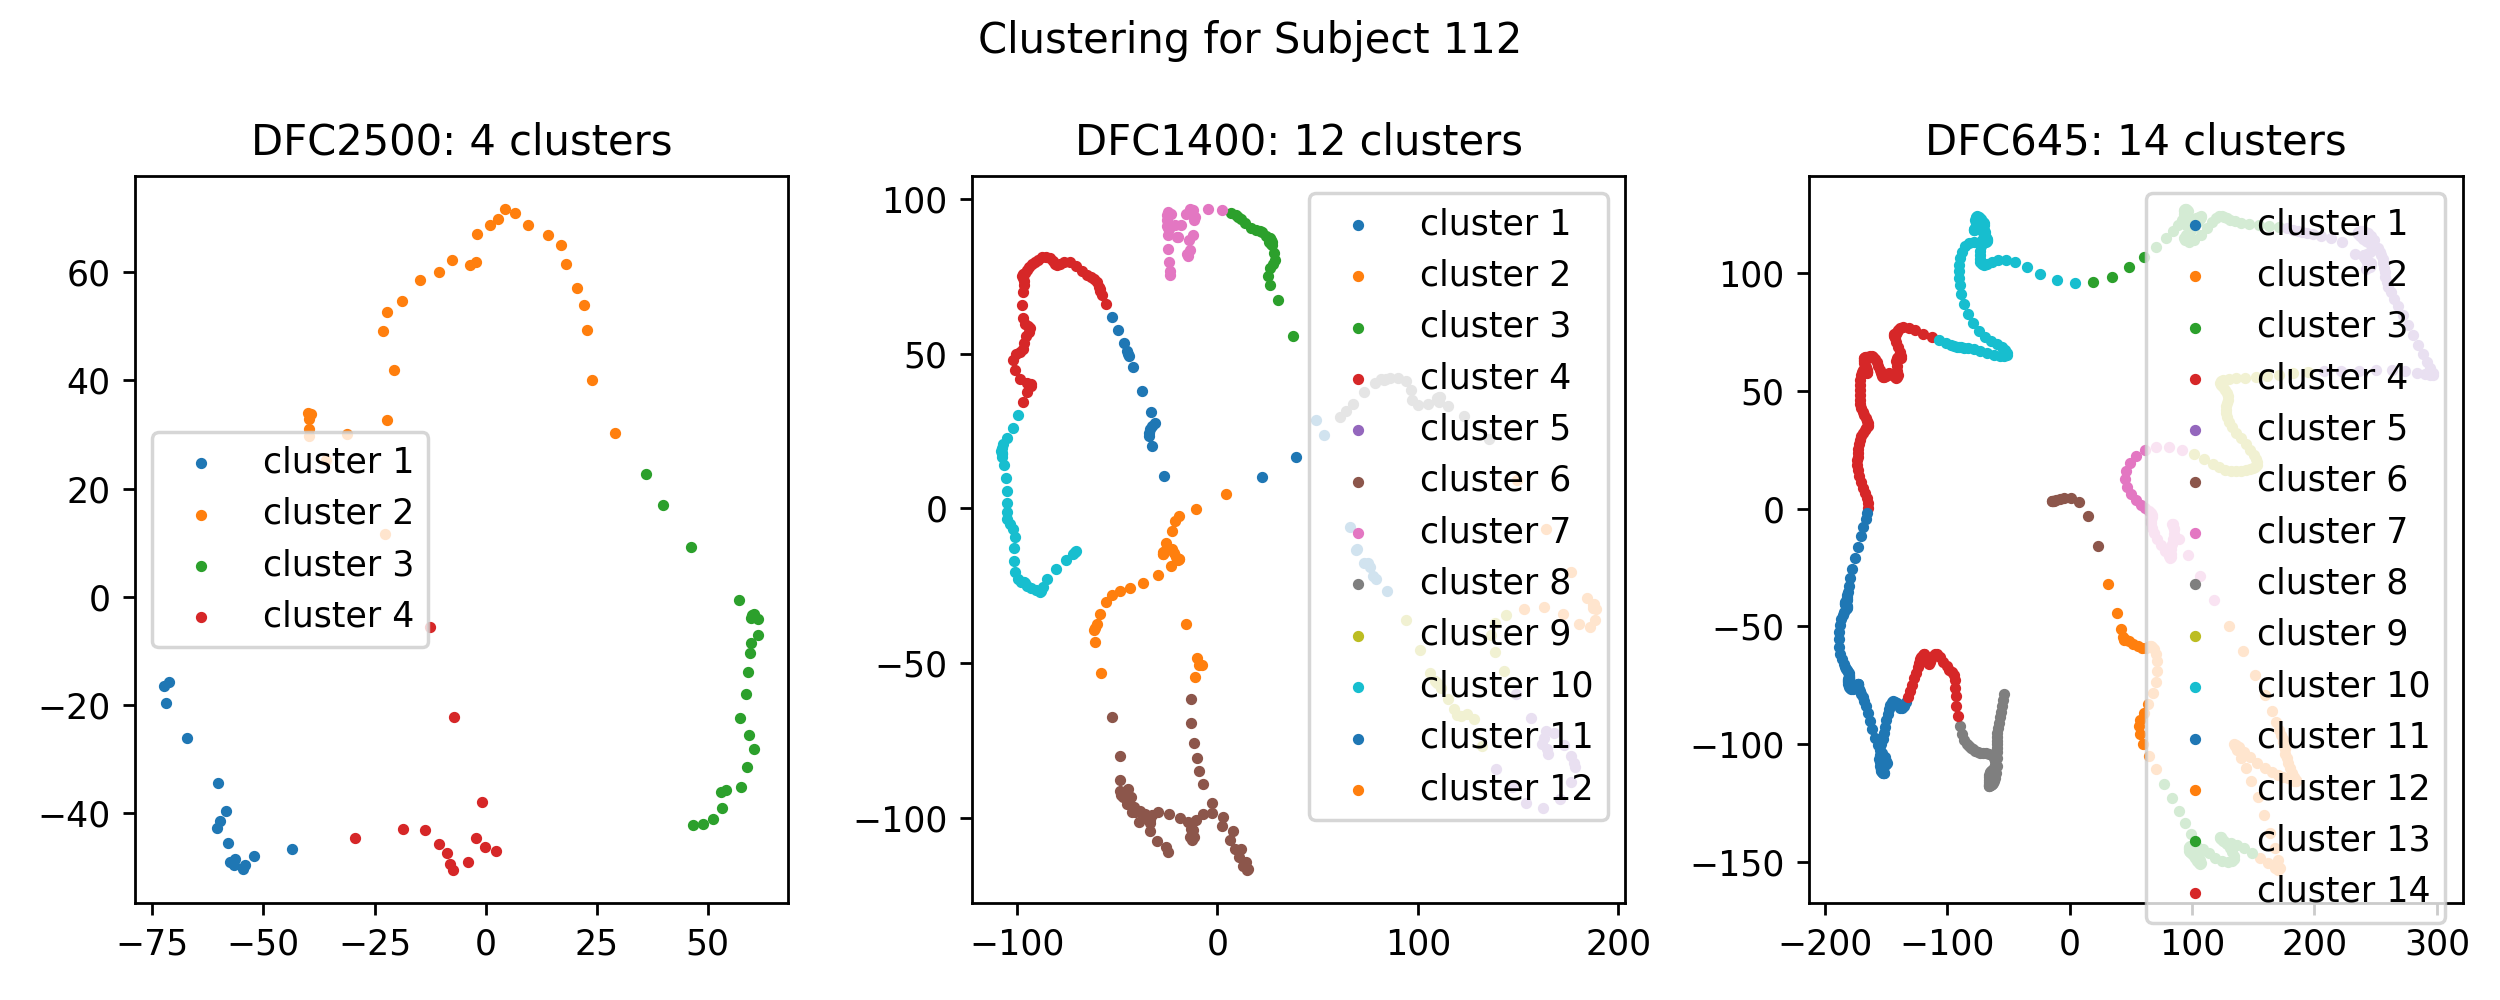 Clustering for Subject 112
DFC2500: 4 clusters
60
40
20
0
−20
−40
−75
−50
−25
0
25
50
cluster 1
cluster 2
cluster 3
cluster 4
DFC1400: 12 clusters
100
50
0
−50
−100
−100
0
100
200
cluster 1
cluster 2
cluster 3
cluster 4
cluster 5
cluster 6
cluster 7
cluster 8
cluster 9
cluster 10
cluster 11
cluster 12
DFC645: 14 clusters
100
50
0
−50
−100
−150
−200
−100
0
100
200
300
cluster 1
cluster 2
cluster 3
cluster 4
cluster 5
cluster 6
cluster 7
cluster 8
cluster 9
cluster 10
cluster 11
cluster 12
cluster 13
cluster 14